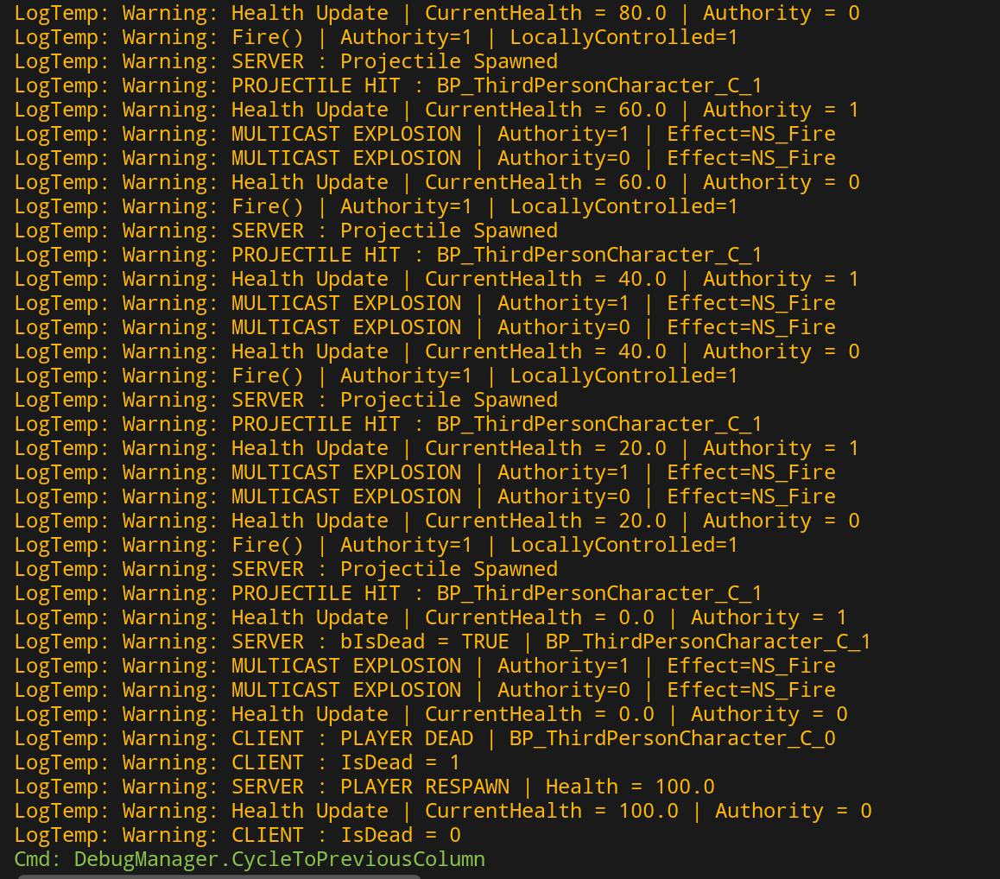 LogTemp: Warning: Health Update | CurrentHealth = 80.0 | Authority = 0
LogTemp: Warning: Fire() | Authority=1 | LocallyControlled=1
LogTemp: Warning: SERVER : Projectile Spawned
LogTemp: Warning: PROJECTILE HIT : BP_ThirdPersonCharacter_C_1
LogTemp: Warning: Health Update | CurrentHealth = 60.0 | Authority = 1
LogTemp: Warning: MULTICAST EXPLOSION | Authority=1 | Effect=NS_Fire
LogTemp: Warning: MULTICAST EXPLOSION | Authority=0 | Effect=NS_Fire
LogTemp: Warning: Health Update | CurrentHealth = 60.0 | Authority = 0
LogTemp: Warning: Fire() | Authority=1 | LocallyControlled=1
LogTemp: Warning: SERVER : Projectile Spawned
LogTemp: Warning: PROJECTILE HIT : BP_ThirdPersonCharacter_C_1
LogTemp: Warning: Health Update | CurrentHealth = 40.0 | Authority = 1
LogTemp: Warning: MULTICAST EXPLOSION | Authority=1 | Effect=NS_Fire
LogTemp: Warning: MULTICAST EXPLOSION | Authority=0 | Effect=NS_Fire
LogTemp: Warning: Health Update | CurrentHealth = 40.0 | Authority = 0
LogTemp: Warning: Fire() | Authority=1 | LocallyControlled=1
LogTemp: Warning: SERVER : Projectile Spawned
LogTemp: Warning: PROJECTILE HIT : BP_ThirdPersonCharacter_C_1
LogTemp: Warning: Health Update | CurrentHealth = 20.0 | Authority = 1
LogTemp: Warning: MULTICAST EXPLOSION | Authority=1 | Effect=NS_Fire
LogTemp: Warning: MULTICAST EXPLOSION | Authority=0 | Effect=NS_Fire
LogTemp: Warning: Health Update | CurrentHealth = 20.0 | Authority = 0
LogTemp: Warning: Fire() | Authority=1 | LocallyControlled=1
LogTemp: Warning: SERVER : Projectile Spawned
LogTemp: Warning: PROJECTILE HIT : BP_ThirdPersonCharacter_C_1
LogTemp: Warning: Health Update | CurrentHealth = 0.0 | Authority = 1
LogTemp: Warning: SERVER : bIsDead = TRUE | BP_ThirdPersonCharacter_C_1
LogTemp: Warning: MULTICAST EXPLOSION | Authority=1 | Effect=NS_Fire
LogTemp: Warning: MULTICAST EXPLOSION | Authority=0 | Effect=NS_Fire
LogTemp: Warning: Health Update | CurrentHealth = 0.0 | Authority = 0
LogTemp: Warning: CLIENT : PLAYER DEAD | BP_ThirdPersonCharacter_C_0
LogTemp: Warning: CLIENT : IsDead = 1
LogTemp: Warning: SERVER : PLAYER RESPAWN | Health = 100.0
LogTemp: Warning: Health Update | CurrentHealth = 100.0 | Authority = 0
LogTemp: Warning: CLIENT : IsDead = 0
Cmd: DebugManager.CycleToPreviousColumn